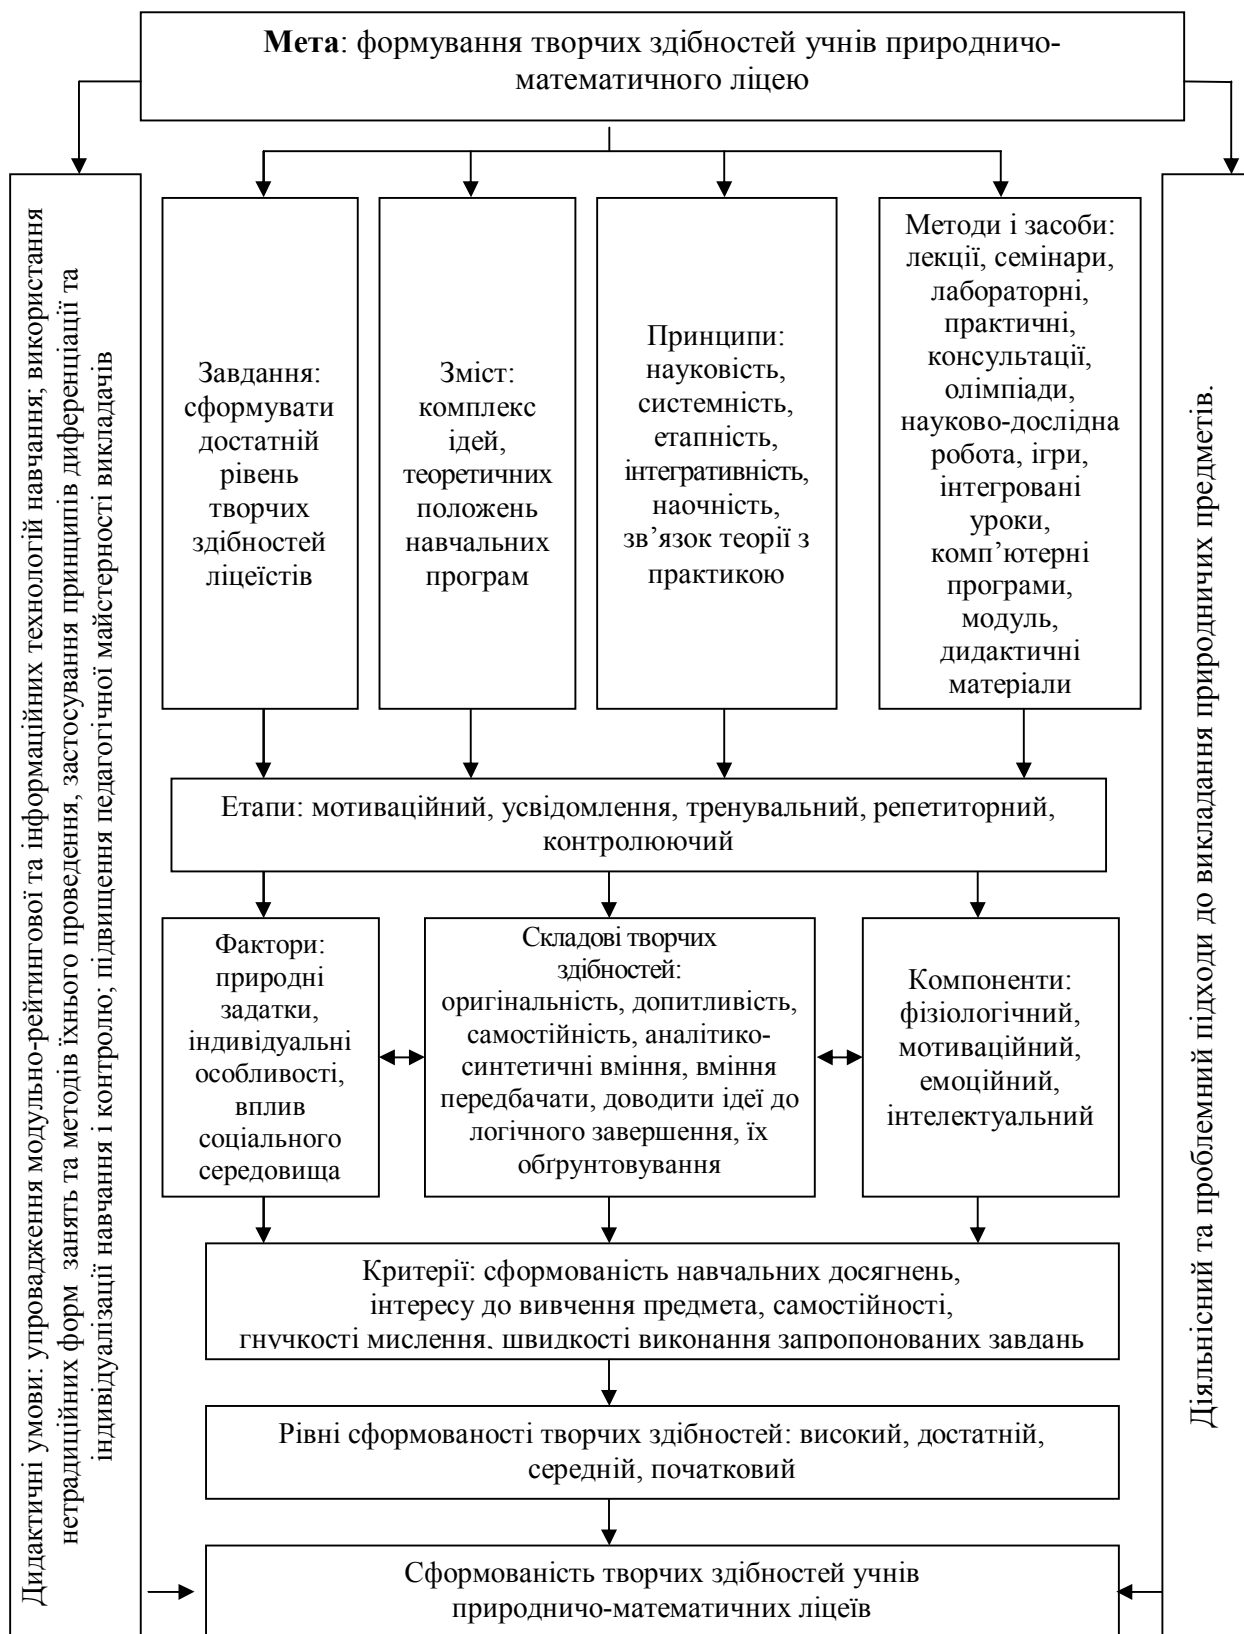 Мета: формування творчих здібностей учнів природничо-
математичного ліцею
Дидактичні умови: упровадження модульно-рейтингової та інформаційних технологій навчання; використання
нетрадиційних форм занять та методів їхнього проведення, застосування принципів диференціації та
індивідуалізації навчання і контролю; підвищення педагогічної майстерності викладачів
Завдання:
сформувати
достатній
рівень
творчих
здібностей
ліцеїстів
Зміст:
комплекс
ідей,
теоретичних
положень
навчальних
програм
Принципи:
науковість,
системність,
етапність,
інтегративність,
наочність,
зв’язок теорії з
практикою
Методи і засоби:
лекції, семінари,
лабораторні,
практичні,
консультації,
олімпіади,
науково-дослідна
робота, ігри,
інтегровані
уроки,
комп’ютерні
програми,
модуль,
дидактичні
матеріали
Діяльнісний та проблемний підходи до викладання природничих предметів.
Етапи: мотиваційний, усвідомлення, тренувальний, репетиторний,
контролюючий
Фактори:
природні
задатки,
індивідуальні
особливості,
вплив
соціального
середовища
Складові творчих
здібностей:
оригінальність, допитливість,
самостійність, аналітико-
синтетичні вміння, вміння
передбачати, доводити ідеї до
логічного завершення, їх
обґрунтовування
Компоненти:
фізіологічний,
мотиваційний,
емоційний,
інтелектуальний
Критерії: сформованість навчальних досягнень,
інтересу до вивчення предмета, самостійності,
гнучкості мислення, швидкості виконання запропонованих завдань
Рівні сформованості творчих здібностей: високий, достатній,
середній, початковий
Сформованість творчих здібностей учнів
природничо-математичних ліцеїв